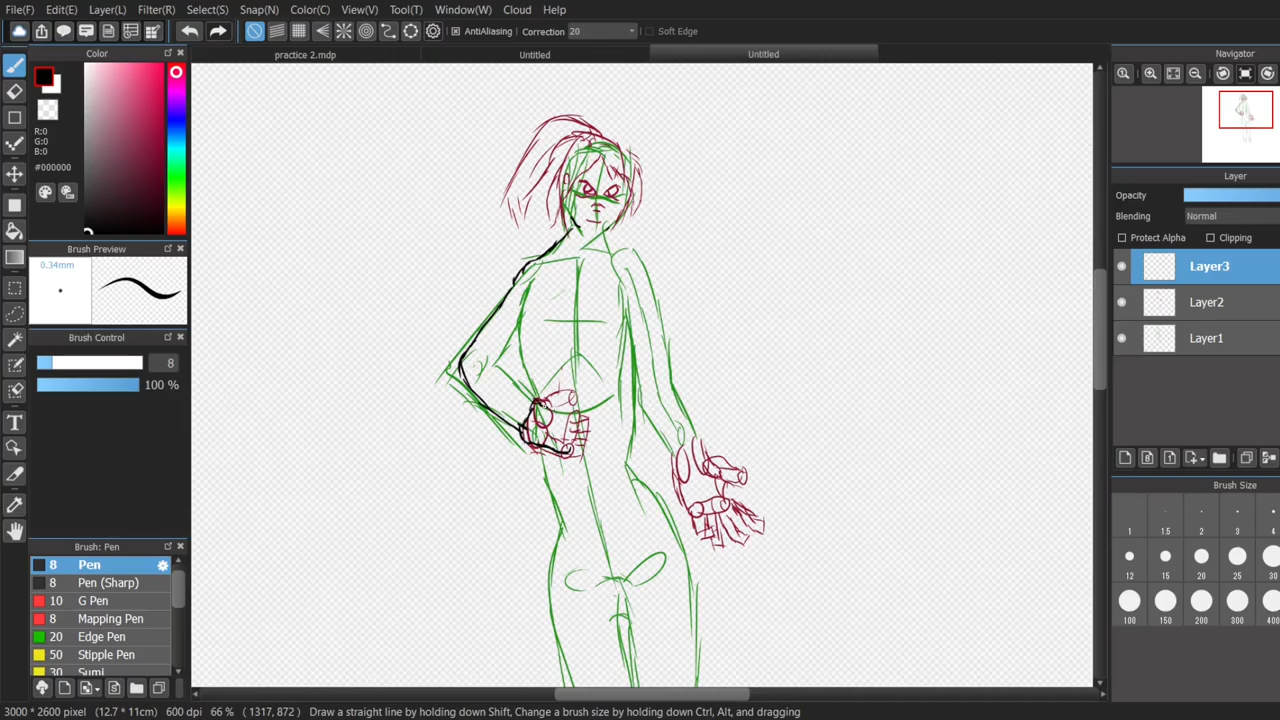 File(F) Edit(E) Layer(L) Filter(R) Select(S) Snap(N) Color(C) View(V) Tool(T) Window(W) Cloud Help
AntiAliasing Correction 20 Soft Edge
practice 2.mdp Untitled Untitled
Color
R:0
G:0
B:0
#000000
Brush Preview
0.34mm
Brush Control
8
100 %
Brush: Pen
8 Pen
8 Pen (Sharp)
10 G Pen
8 Mapping Pen
20 Edge Pen
50 Stipple Pen
30 Sumi
Navigator
Layer
Opacity
Blending Normal
Protect Alpha Clipping
Layer3
Layer2
Layer1
Brush Size
1 1.5 2 3 4
12 15 20 25 30
100 150 200 300 400
3000 * 2600 pixel (12.7 * 11cm) 600 dpi 66 % ( 1317, 872 ) Draw a straight line by holding down Shift, Change a brush size by holding down Ctrl, Alt, and dragging